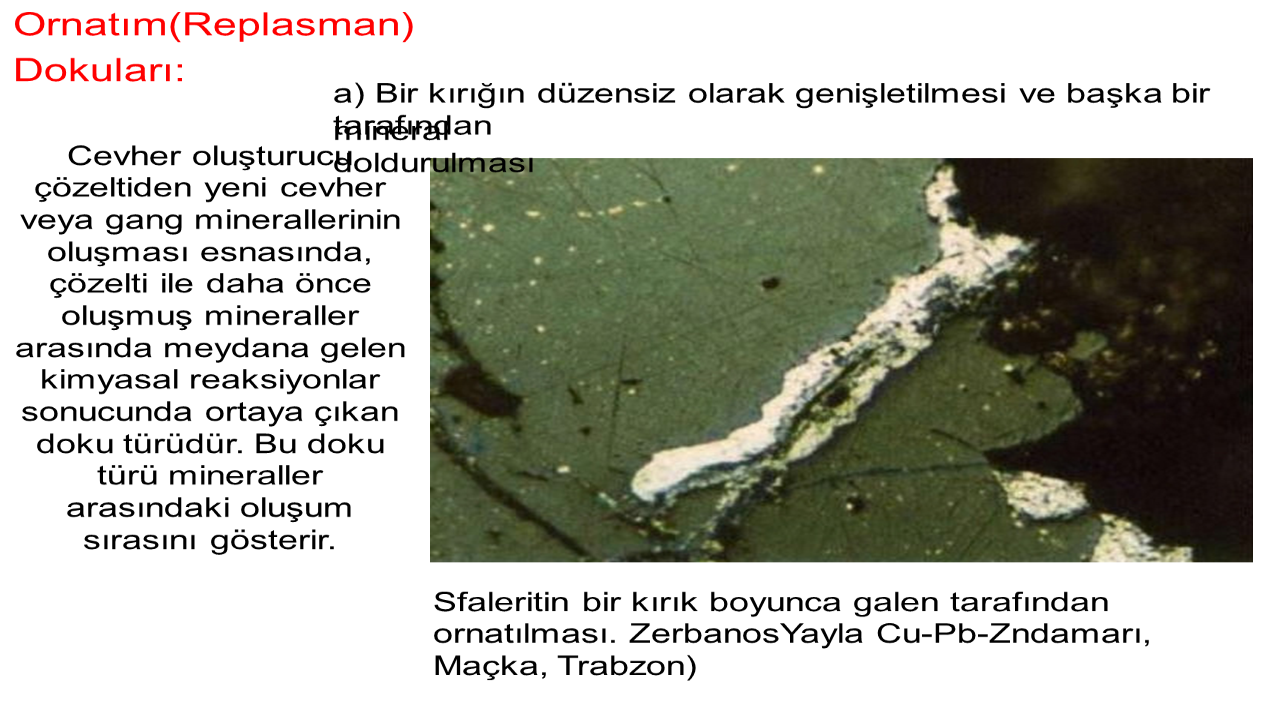 Ornatım(Replasman)
Dokuları:
a) Bir kırığın düzensiz olarak genişletilmesi ve başka bir
mineral
tarafından
doldurulması
Cevher oluşturucu
çözeltiden yeni cevher
veya gang minerallerinin
oluşması esnasında,
çözelti ile daha önce
oluşmuş mineraller
arasında meydana gelen
kimyasal reaksiyonlar
sonucunda ortaya çıkan
doku türüdür. Bu doku
türü mineraller
arasındaki oluşum
sırasını gösterir.
Sfaleritin bir kırık boyunca galen tarafından
ornatılması. ZerbanosYayla Cu-Pb-Zndamarı,
Maçka, Trabzon)